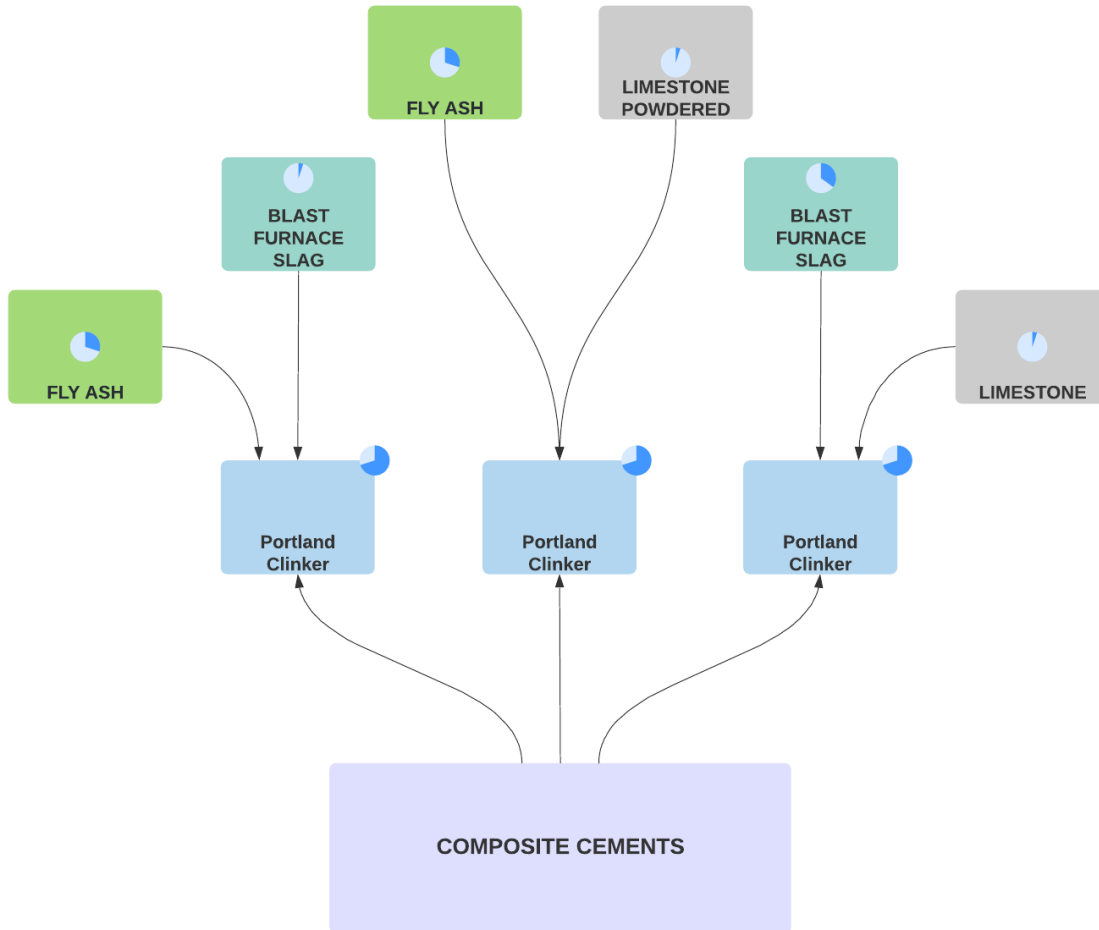 FLY ASH
LIMESTONE
POWDERED
BLAST
FURNACE
SLAG
BLAST
FURNACE
SLAG
FLY ASH
LIMESTONE
Portland
Clinker
Portland
Clinker
Portland
Clinker
COMPOSITE CEMENTS